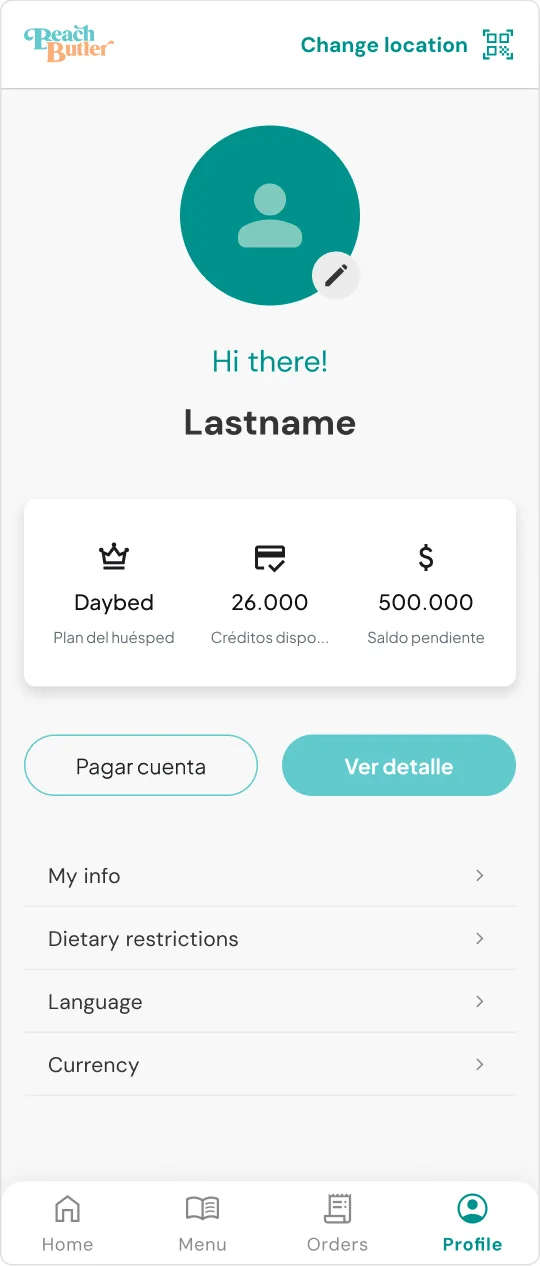 Beach
Butler
Change location
Hi there!
Lastname
Daybed
26.000
$
500.000
Plan del huésped
Créditos dispo...
Saldo pendiente
Pagar cuenta
Ver detalle
My info
Dietary restrictions
Language
Currency
Home
Menu
Orders
Profile